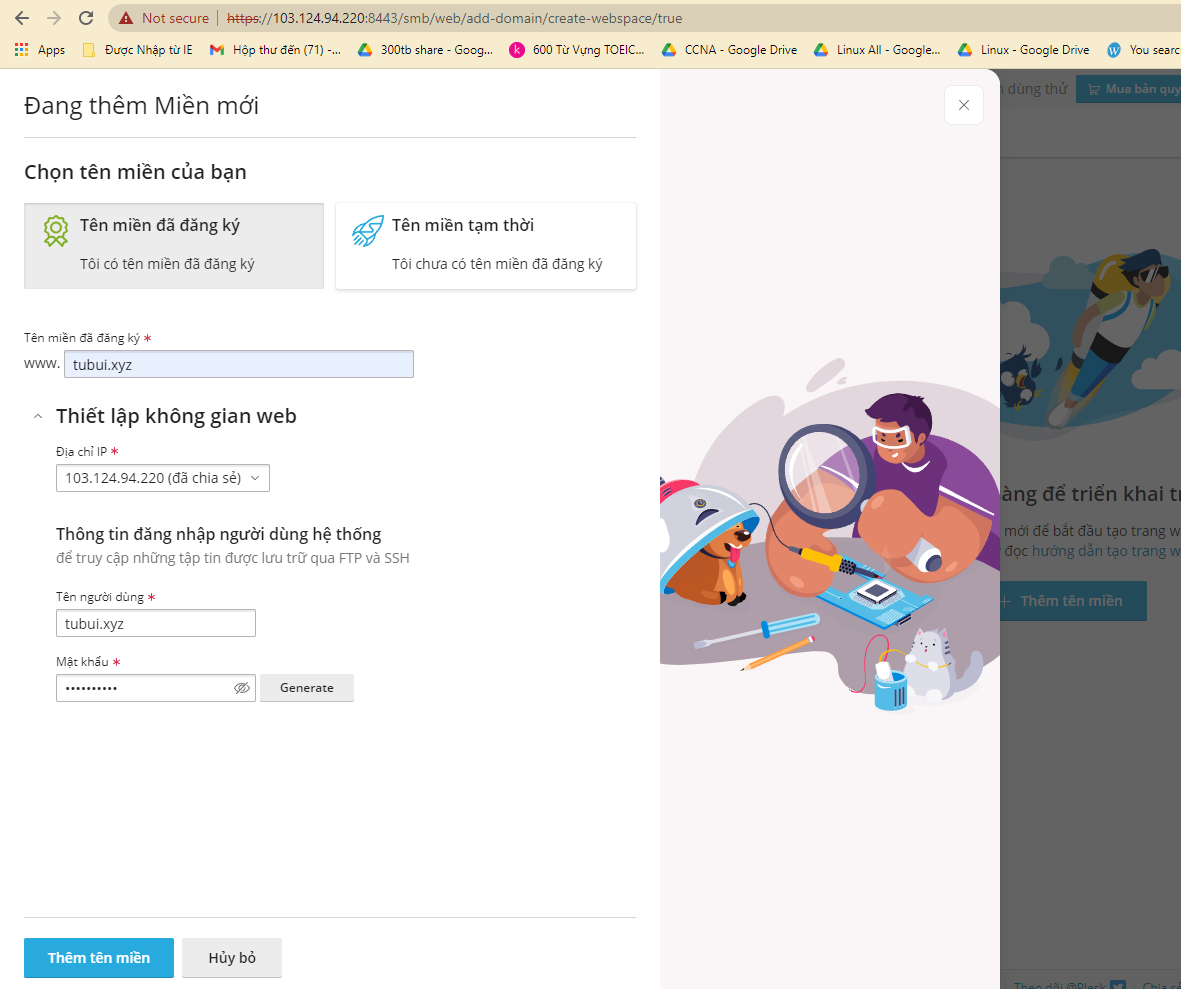 Not secure https://103.124.94.220:8443/smb/web/add-domain/create-webspace/true
Apps Được Nhập từ IE Hộp thư đến (71) -... 300tb share - Goog... k 600 Từ Vựng TOEIC... CCNA - Google Drive Linux All - Google... Linux - Google Drive W You searc
Đang thêm Miền mới
dùng thử Mua bản quy
Chọn tên miền của bạn
Tên miền đã đăng ký
Tôi có tên miền đã đăng ký
Tên miền tạm thời
Tôi chưa có tên miền đã đăng ký
Tên miền đã đăng ký *
www. tubui.xyz
Thiết lập không gian web
Địa chỉ IP *
103.124.94.220 (đã chia sẻ)
Thông tin đăng nhập người dùng hệ thống
để truy cập những tập tin được lưu trữ qua FTP và SSH
Tên người dùng *
tubui.xyz
Mật khẩu *
•••••••••• Generate
Thêm tên miền Hủy bỏ
àng để triển khai tr
mới để bắt đầu tạo trang w
đọc hướng dẫn tạo trang w
+ Thêm tên miền
Theo dõi @Plesk Chia sẻ